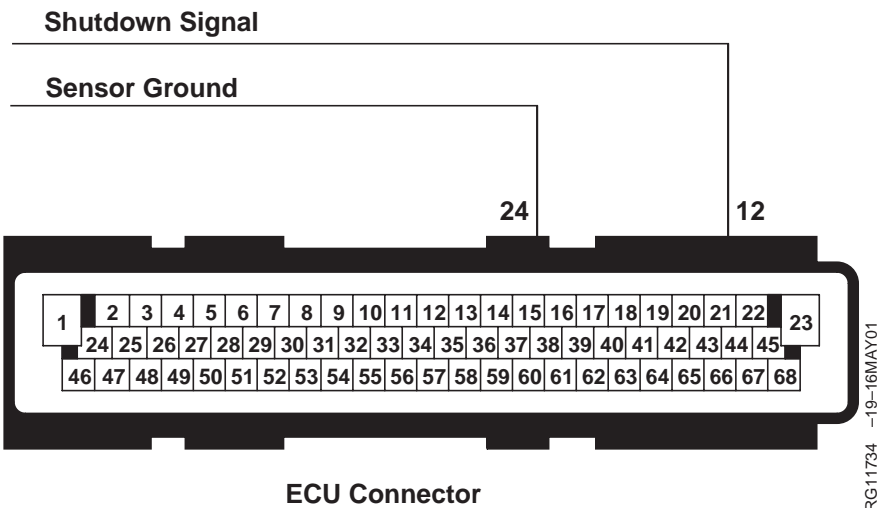 Shutdown Signal
Sensor Ground
24 12
1 2 3 4 5 6 7 8 9 10 11 12 13 14 15 16 17 18 19 20 21 22 23
24 25 26 27 28 29 30 31 32 33 34 35 36 37 38 39 40 41 42 43 44 45
46 47 48 49 50 51 52 53 54 55 56 57 58 59 60 61 62 63 64 65 66 67 68
ECU Connector
RG11734 –19–16MAY01